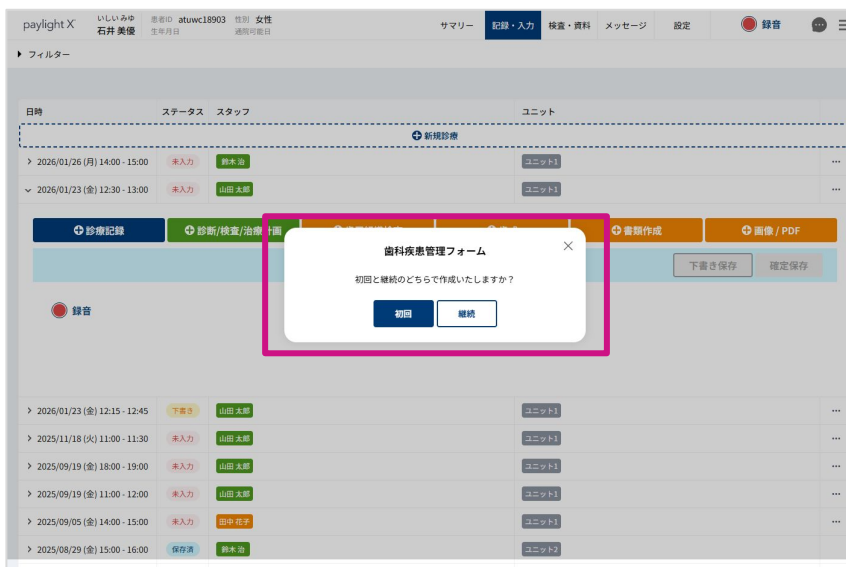 paylight X
いしい みゆ
石井 美優
患者ID atuwc18903 性別 女性
生年月日 通院可能日
サマリー 記録・入力 検査・資料 メッセージ 設定 録音
フィルター
日時 ステータス スタッフ ユニット
新規診療
2026/01/26 (月) 14:00 - 15:00 未入力 鈴木 治 ユニット1
2026/01/23 (金) 12:30 - 13:00 未入力 山田 太郎 ユニット1
診療記録 診断/検査/治療計画 書類作成 画像 / PDF
下書き保存 確定保存
歯科疾患管理フォーム
初回と継続のどちらで作成いたしますか？
初回 継続
録音
2026/01/23 (金) 12:15 - 12:45 下書き 山田 太郎 ユニット1
2025/11/18 (火) 11:00 - 11:30 未入力 山田 太郎 ユニット1
2025/09/19 (金) 18:00 - 19:00 未入力 山田 太郎 ユニット1
2025/09/19 (金) 11:00 - 12:00 未入力 山田 太郎 ユニット1
2025/09/05 (金) 14:00 - 15:00 未入力 田中 花子 ユニット1
2025/08/29 (金) 15:00 - 16:00 保存済 鈴木 治 ユニット2